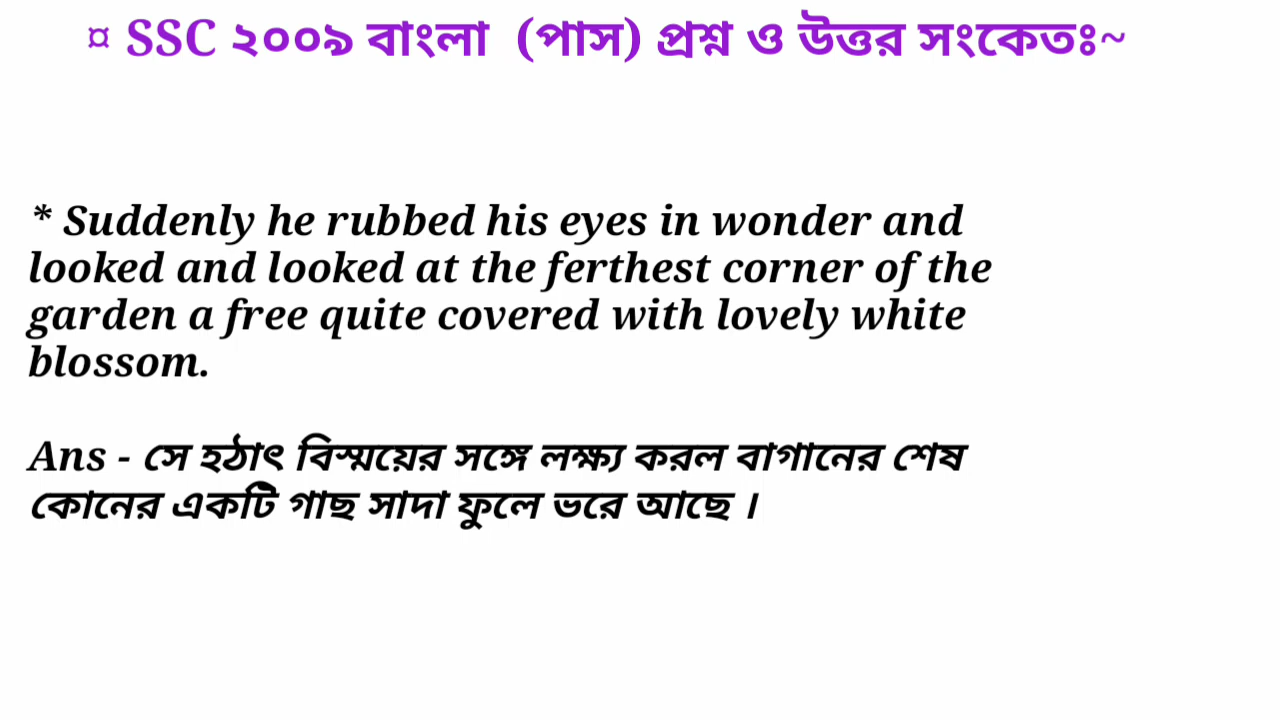 ¤ SSC ২০০৯ বাংলা (পাস) প্রশ্ন ও উত্তর সংকেতঃ~
* Suddenly he rubbed his eyes in wonder and
looked and looked at the ferthest corner of the
garden a free quite covered with lovely white
blossom.
Ans - সে হঠাৎ বিস্ময়ের সঙ্গে লক্ষ্য করল বাগানের শেষ
কোনের একটি গাছ সাদা ফুলে ভরে আছে ।